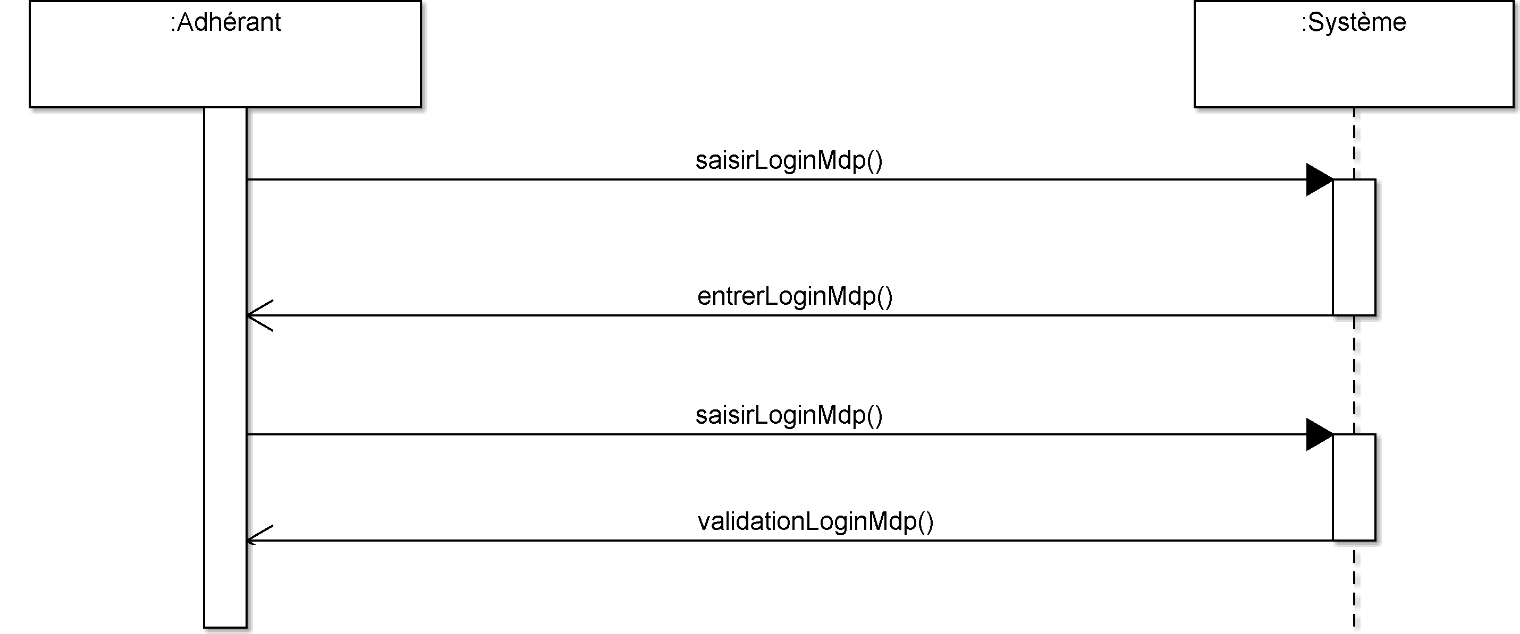 :Adhérant
:Système
saisirLoginMdp()
entrerLoginMdp()
saisirLoginMdp()
validationLoginMdp()